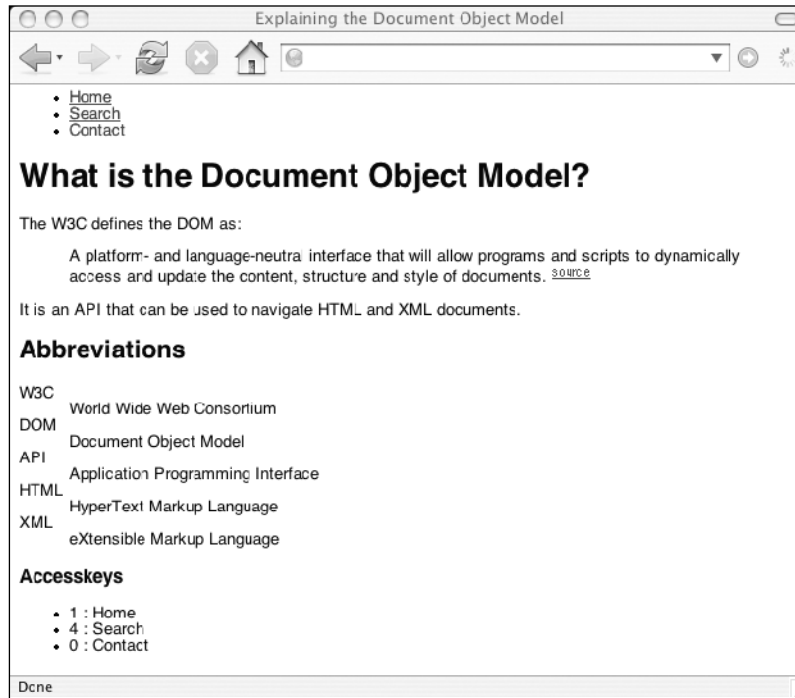 Explaining the Document Object Model
• Home
• Search
• Contact
What is the Document Object Model?
The W3C defines the DOM as:
A platform- and language-neutral interface that will allow programs and scripts to dynamically
access and update the content, structure and style of documents. source
It is an API that can be used to navigate HTML and XML documents.
Abbreviations
W3C
World Wide Web Consortium
DOM
Document Object Model
API
Application Programming Interface
HTML
HyperText Markup Language
XML
eXtensible Markup Language
Accesskeys
• 1 : Home
• 4 : Search
• 0 : Contact
Done